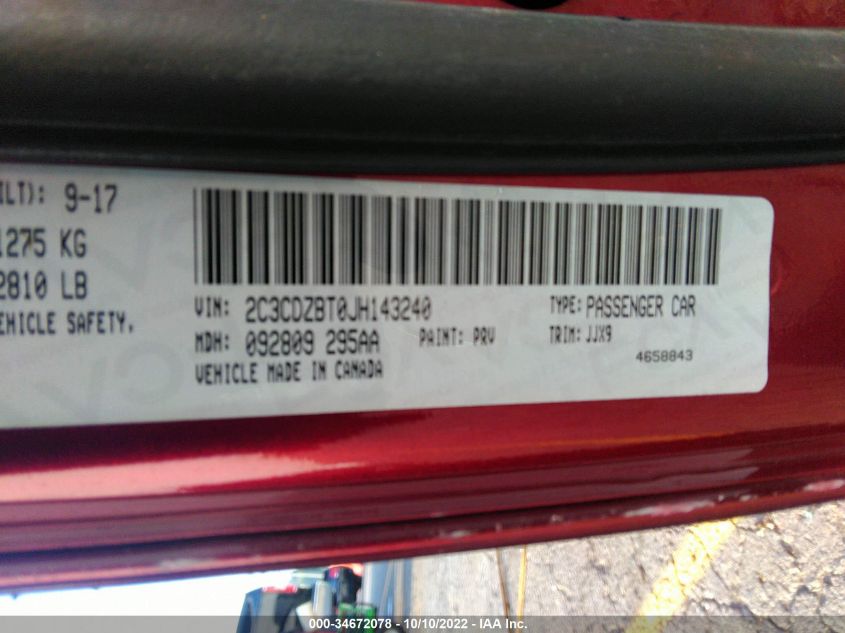 ILT): 9-17
1275 KG
2810 LB
EHICLE SAFETY.
VIN: 2C3CDZBT0JH143240 TYPE: PASSENGER CAR
MDH: 092809 295AA PAINT: PRV TRIM: JJX9
4658843
VEHICLE MADE IN CANADA
000-34672078 - 10/10/2022 - IAA Inc.